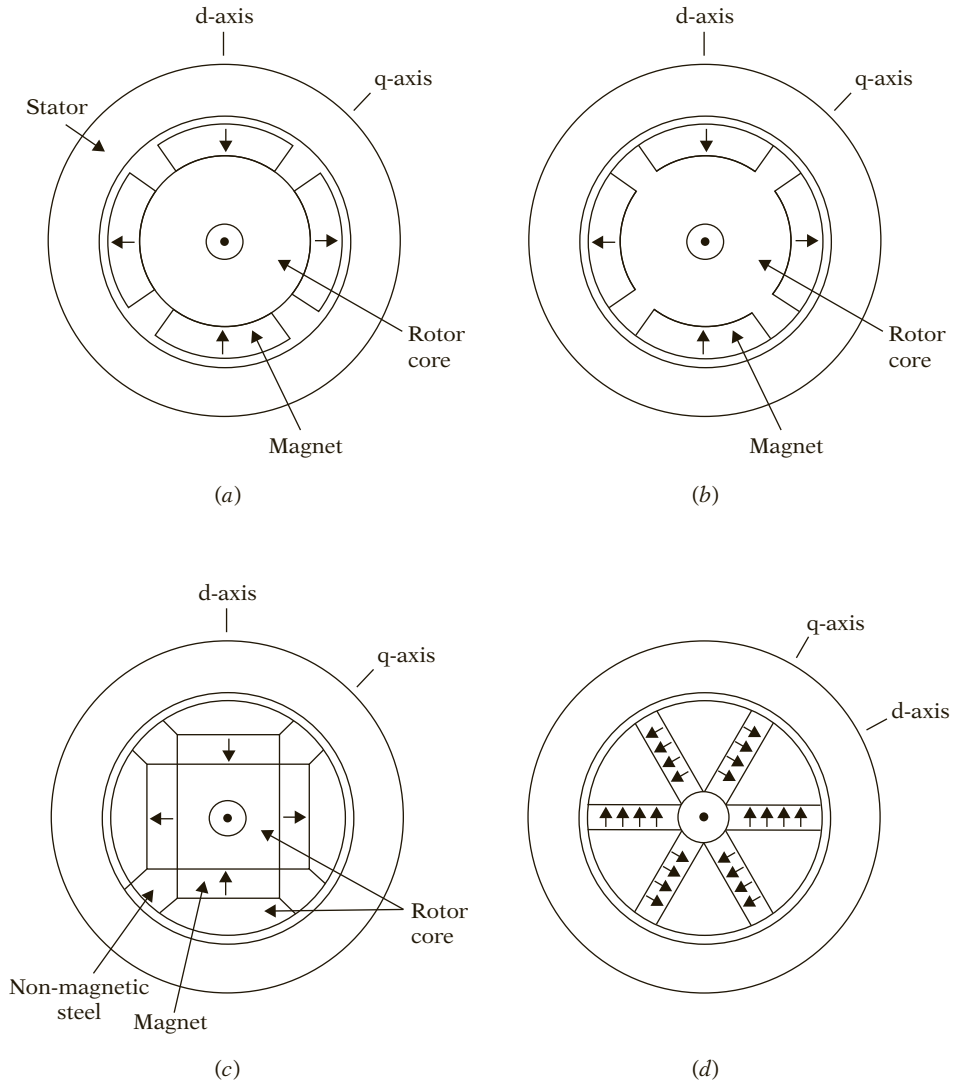 d-axis
q-axis
Stator
Rotor
core
Magnet
(a)
d-axis
q-axis
Rotor
core
Magnet
(b)
d-axis
q-axis
Rotor
core
Non-magnetic
steel
Magnet
(c)
q-axis
d-axis
(d)